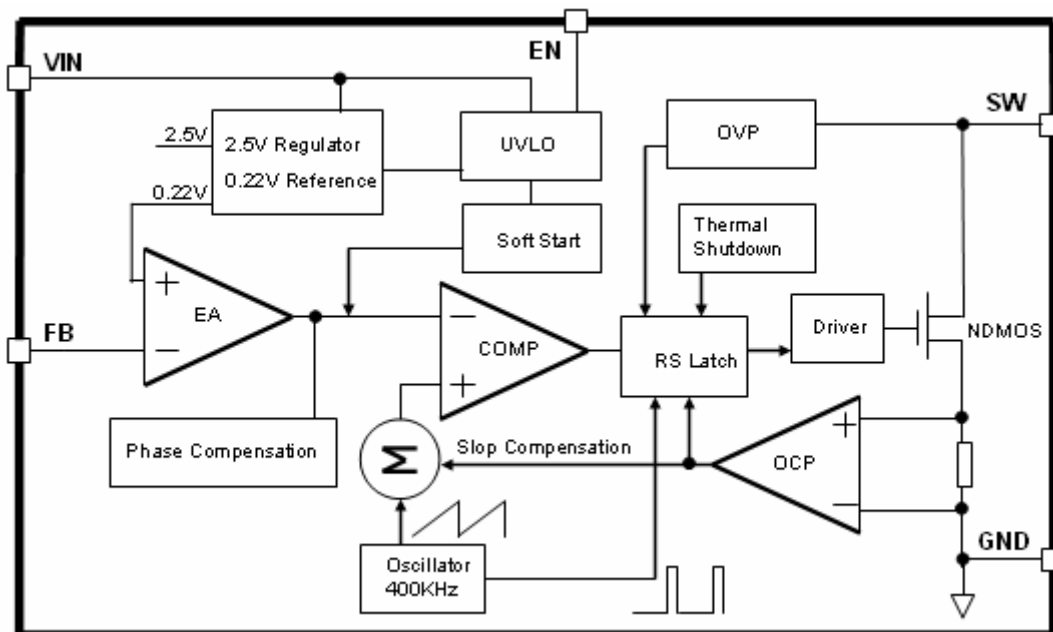 EN
VIN
SW
2.5V
2.5V Regulator
0.22V Reference
0.22V
UVLO
OVP
Soft Start
Thermal
Shutdown
+
EA
−
FB
−
COMP
+
RS Latch
Driver
NDMOS
Phase Compensation
Σ
Slop Compensation
+
OCP
−
Oscillator
400KHz
GND